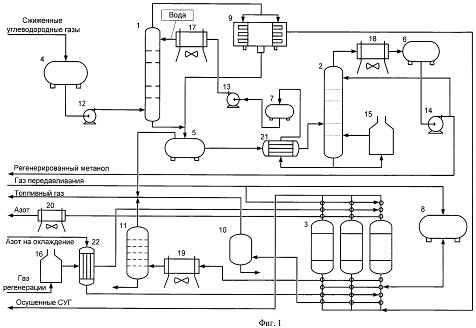 Сжиженные
углеводородные газы
Вода
1
17
9
4
12
13
7
2
18
6
14
15
5
21
Регенерированный метанол
Газ передавливания
Топливный газ
Азот
20
Азот на охлаждение
22
16
11
19
10
3
8
Газ
регенерации
Осушенные СУГ
Фиг. 1